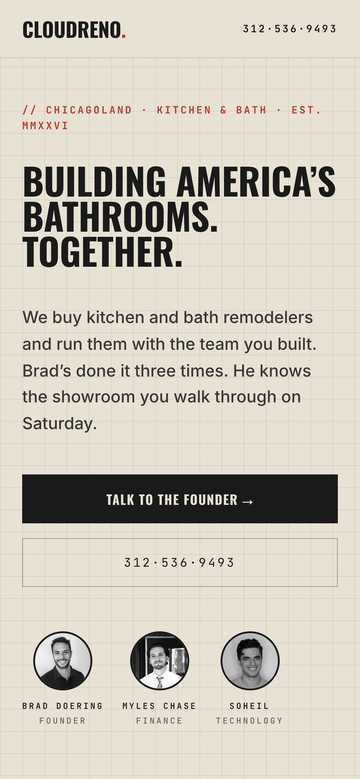 CLOUDRENO.
312·536·9493
// CHICAGOLAND · KITCHEN & BATH · EST.
MMXXVI
BUILDING AMERICA’S
BATHROOMS.
TOGETHER.
We buy kitchen and bath remodelers
and run them with the team you built.
Brad’s done it three times. He knows
the showroom you walk through on
Saturday.
TALK TO THE FOUNDER →
312·536·9493
BRAD DOERING
FOUNDER
MYLES CHASE
FINANCE
SOHEIL
TECHNOLOGY